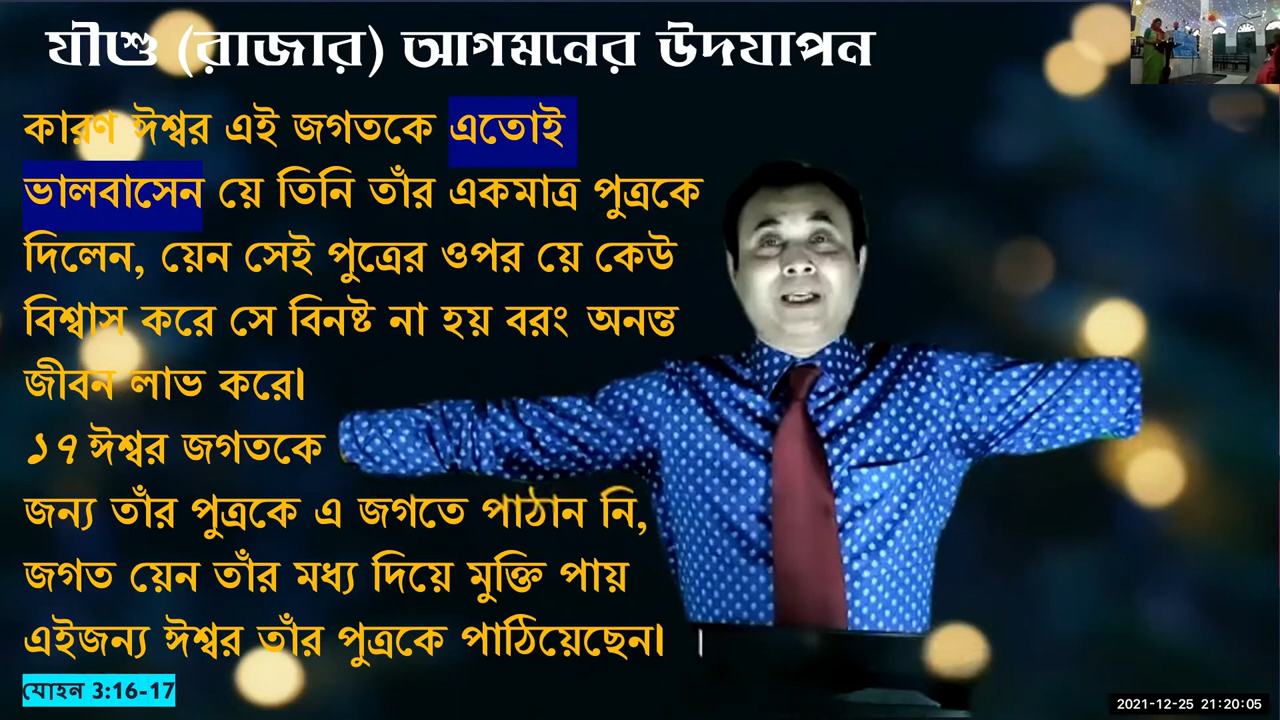 যীশু (রাজার) আগমনের উদযাপন
কারণ ঈশ্বর এই জগতকে এতোই
ভালবাসেন য়ে তিনি তাঁর একমাত্র পুত্রকে
দিলেন, য়েন সেই পুত্রের ওপর য়ে কেউ
বিশ্বাস করে সে বিনষ্ট না হয় বরং অনন্ত
জীবন লাভ করে।
১৭ ঈশ্বর জগতকে
জন্য তাঁর পুত্রকে এ জগতে পাঠান নি,
জগত য়েন তাঁর মধ্য দিয়ে মুক্তি পায়
এইজন্য ঈশ্বর তাঁর পুত্রকে পাঠিয়েছেন।
যোহন 3:16-17
2021-12-25 21:20:05